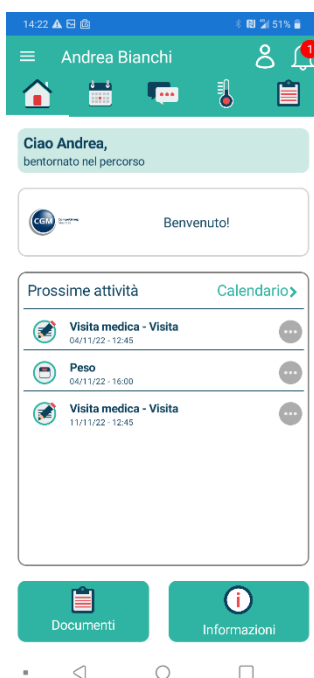 14:22
51%
Andrea Bianchi
1
Ciao Andrea,
bentornato nel percorso
CGM
Benvenuto!
Prossime attività
Calendario
Visita medica - Visita
04/11/22 - 12:45
Peso
04/11/22 - 16:00
Visita medica - Visita
11/11/22 - 12:45
Documenti
Informazioni